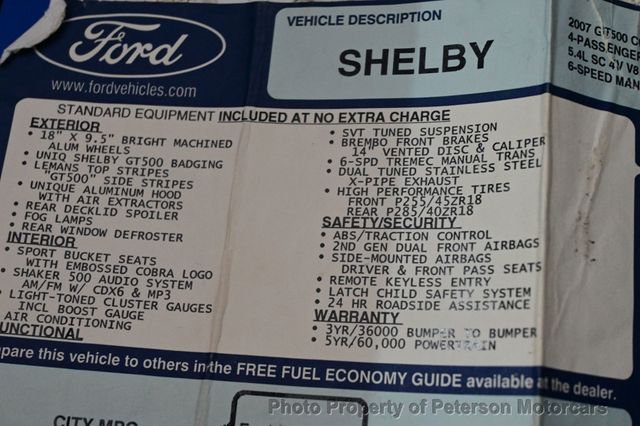 Ford
www.fordvehicles.com
VEHICLE DESCRIPTION
SHELBY
2007 GT500 C
4-PASSENGER
5.4L SC 4V V8
6-SPEED MAN
STANDARD EQUIPMENT INCLUDED AT NO EXTRA CHARGE
EXTERIOR
• 18" X 9.5" BRIGHT MACHINED
ALUM WHEELS
• UNIQ SHELBY GT500 BADGING
• LEMANS TOP STRIPES
"GT500" SIDE STRIPES
• UNIQUE ALUMINUM HOOD
WITH AIR EXTRACTORS
• REAR DECKLID SPOILER
• FOG LAMPS
• REAR WINDOW DEFROSTER
INTERIOR
• SPORT BUCKET SEATS
WITH EMBOSSED COBRA LOGO
• SHAKER 500 AUDIO SYSTEM
AM/FM W/ CDX6 & MP3
• LIGHT-TONED CLUSTER GAUGES
INCL BOOST GAUGE
AIR CONDITIONING
FUNCTIONAL
• SVT TUNED SUSPENSION
• BREMBO FRONT BRAKES
14" VENTED DISC & CALIPER
• 6-SPD TREMEC MANUAL TRANS
• DUAL TUNED STAINLESS STEEL
X-PIPE EXHAUST
• HIGH PERFORMANCE TIRES
FRONT P255/45ZR18
REAR P285/40ZR18
SAFETY/SECURITY
• ABS/TRACTION CONTROL
• 2ND GEN DUAL FRONT AIRBAGS
• SIDE-MOUNTED AIRBAGS
DRIVER & FRONT PASS SEATS
• REMOTE KEYLESS ENTRY
• LATCH CHILD SAFETY SYSTEM
• 24 HR ROADSIDE ASSISTANCE
WARRANTY
• 3YR/36000 BUMPER TO BUMPER
• 5YR/60,000 POWERTRAIN
pare this vehicle to others in the FREE FUEL ECONOMY GUIDE available at the dealer.
CITY MPG
Photo Property of Peterson Motorcars